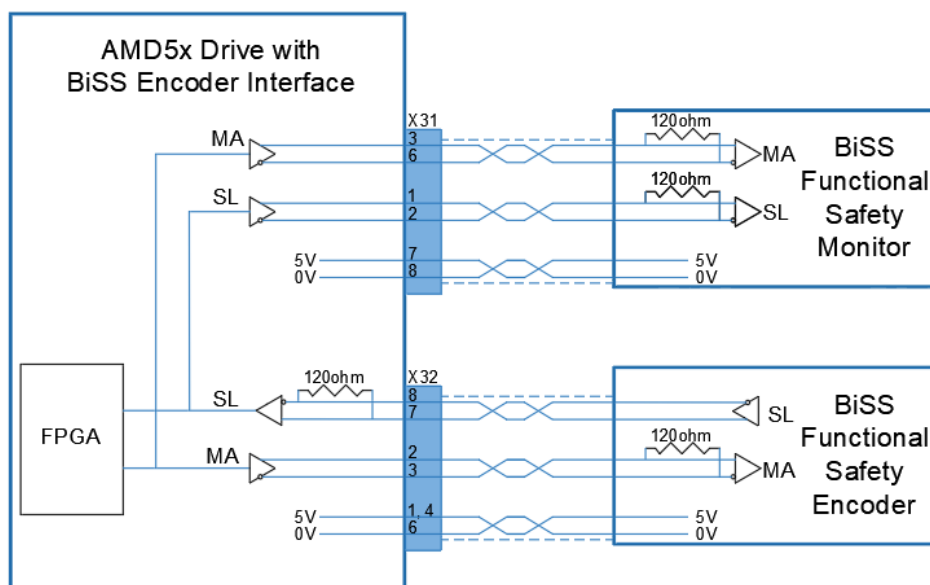 AMD5x Drive with
BiSS Encoder Interface
X31
MA
3
6
120ohm
MA
SL
1
2
120ohm
SL
BiSS
Functional
Safety
Monitor
5V
0V
7
8
5V
0V
FPGA
SL
120ohm
X32
8
7
SL
MA
2
3
120ohm
MA
BiSS
Functional
Safety
Encoder
5V
0V
1, 4
6
5V
0V